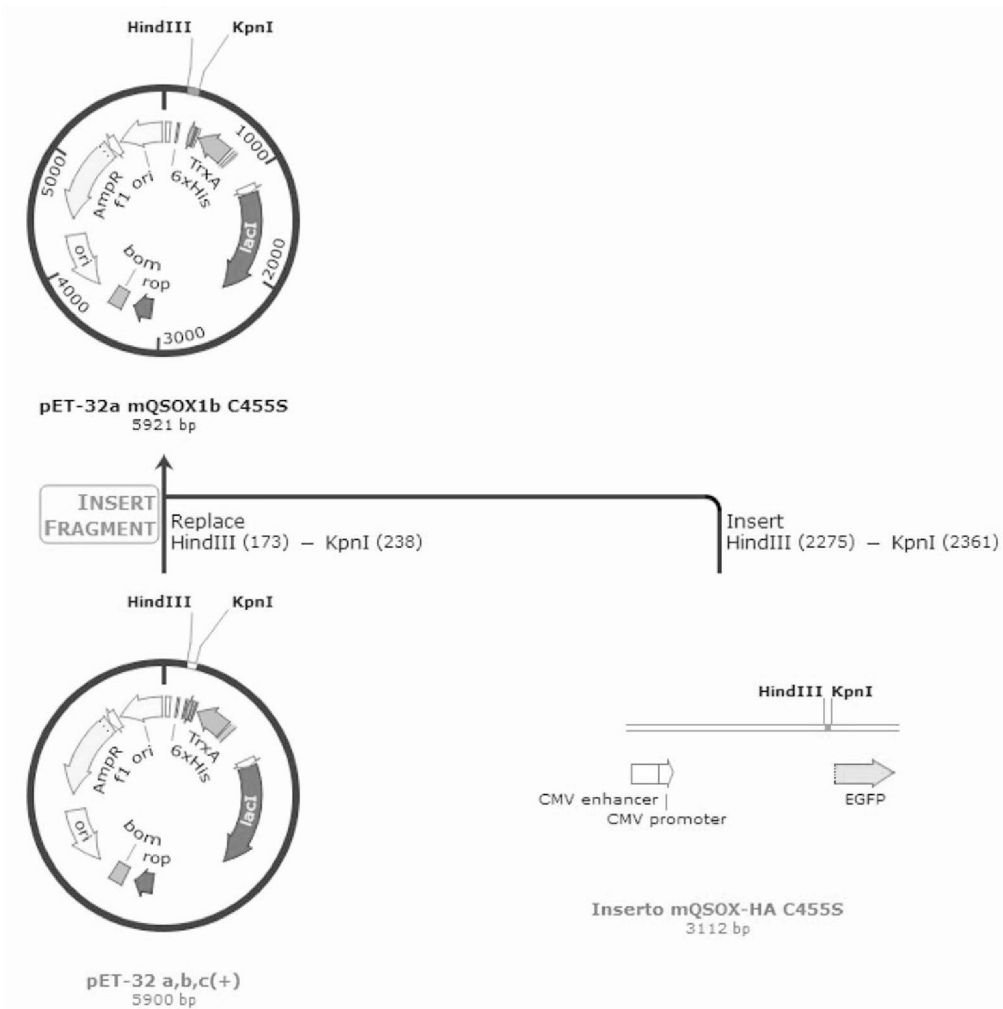 HindIII KpnI
1000
2000
3000
4000
5000
AmpR
f1 ori
6xHis
TrxA
lacI
ori
bom
rop
pET-32a mQSOX1b C455S
5921 bp
INSERT
FRAGMENT
Replace
HindIII (173) – KpnI (238)
Insert
HindIII (2275) – KpnI (2361)
HindIII KpnI
AmpR
f1 ori
6xHis
TrxA
lacI
ori
bom
rop
pET-32 a,b,c(+)
5900 bp
HindIII KpnI
CMV enhancer
CMV promoter
EGFP
Inserto mQSOX-HA C455S
3112 bp